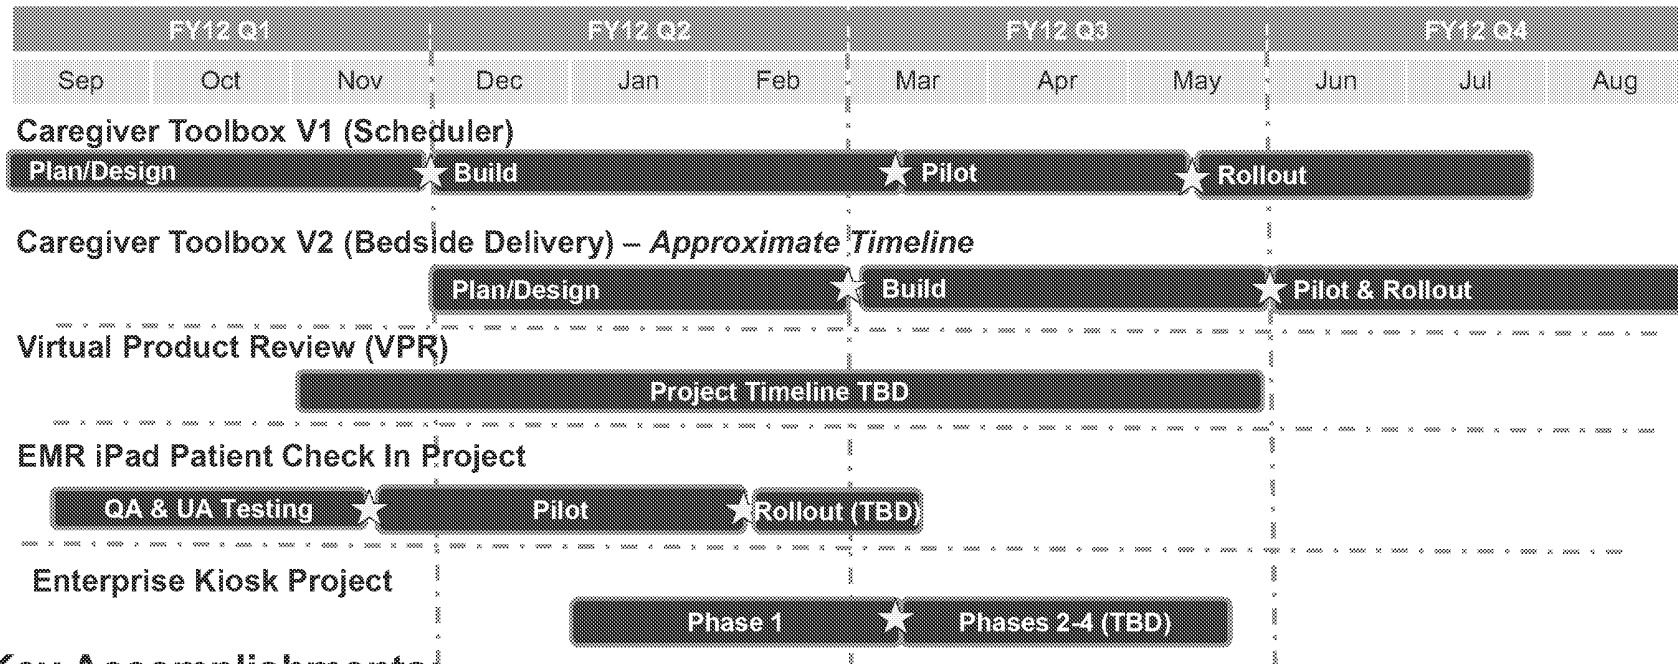 FY12 Q1 FY12 Q2 FY12 Q3 FY12 Q4
Sep Oct Nov Dec Jan Feb Mar Apr May Jun Jul Aug
Caregiver Toolbox V1 (Scheduler)
Plan/Design Build Pilot Rollout
Caregiver Toolbox V2 (Bedside Delivery) – Approximate Timeline
Plan/Design Build Pilot & Rollout
Virtual Product Review (VPR)
Project Timeline TBD
EMR iPad Patient Check In Project
QA & UA Testing Pilot Rollout (TBD)
Enterprise Kiosk Project
Phase 1 Phases 2-4 (TBD)
Key Accomplishments